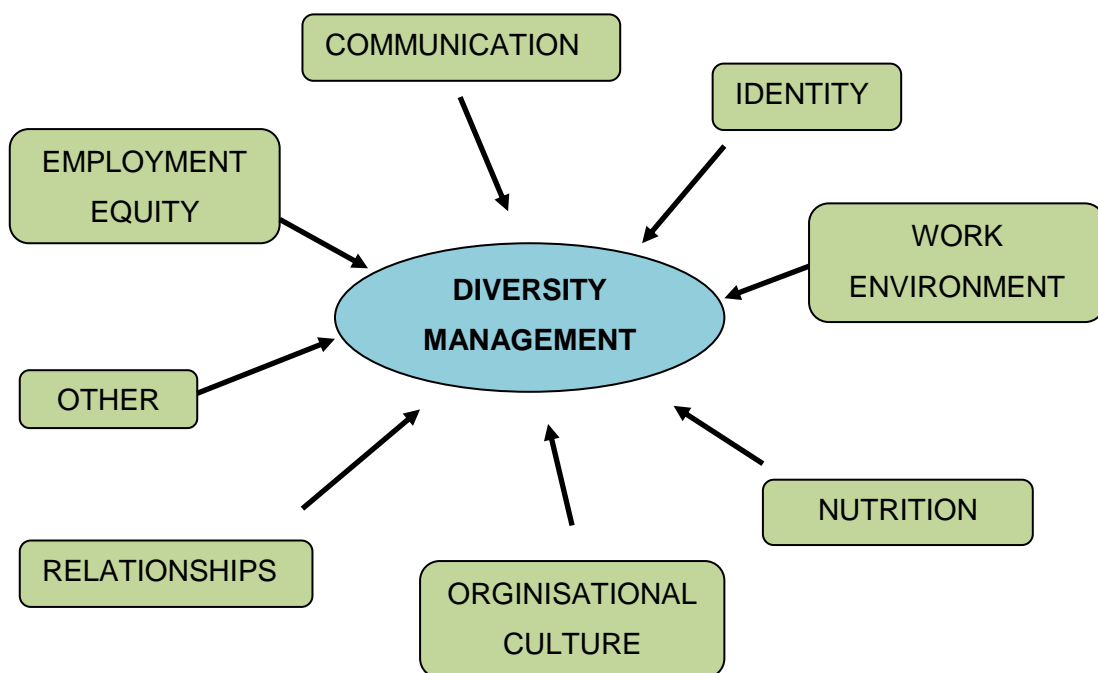 COMMUNICATION
IDENTITY
EMPLOYMENT
EQUITY
WORK
ENVIRONMENT
DIVERSITY
MANAGEMENT
OTHER
NUTRITION
RELATIONSHIPS
ORGINISATIONAL
CULTURE